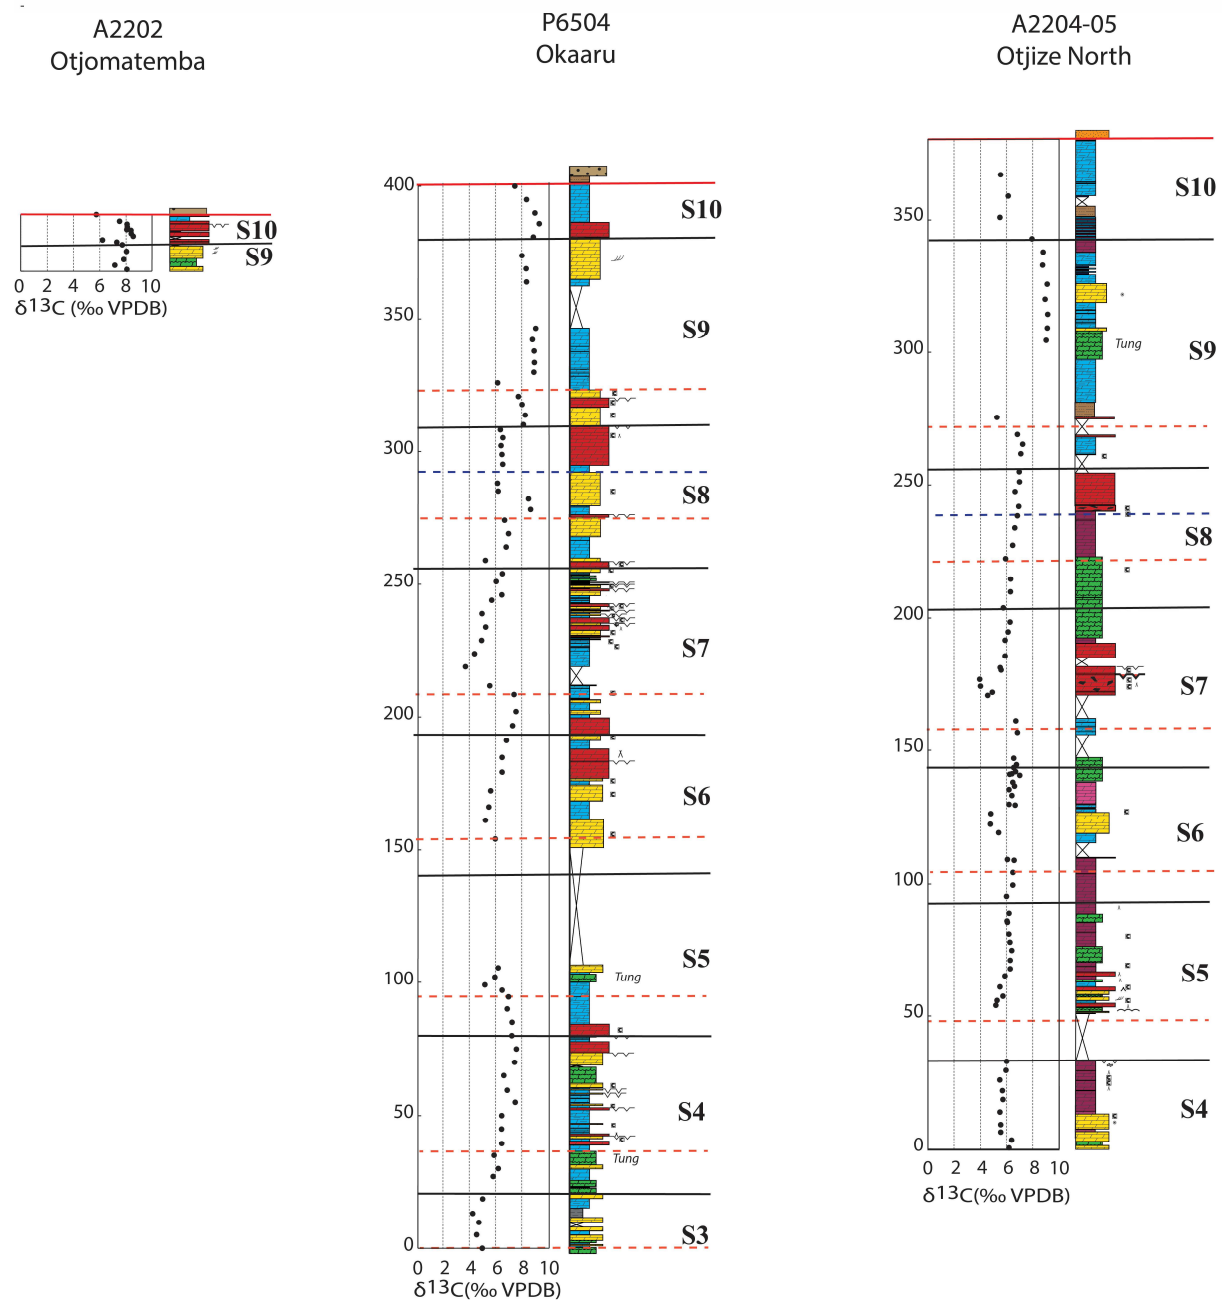 A2202
Otjomatemba
S10
S9
0 2 4 6 8 10
δ13C (‰ VPDB)
P6504
Okaaru
400
S10
350
S9
300
S8
250
S7
200
S6
150
S5
100
Tung
50
S4
Tung
S3
0
0 2 4 6 8 10
δ13C(‰ VPDB)
A2204-05
Otjize North
S10
350
S9
Tung
300
250
S8
200
S7
150
S6
100
S5
50
S4
0
0 2 4 6 8 10
δ13C(‰ VPDB)